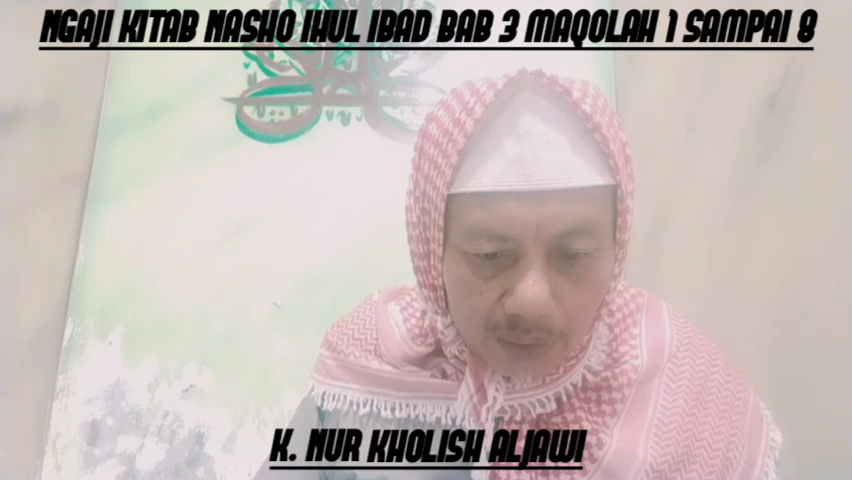 NGAJI KITAB NASHO IHUL IBAD BAB 3 MAQOLAH 1 SAMPAI 8
K. NUR KHOLISH ALJAWI